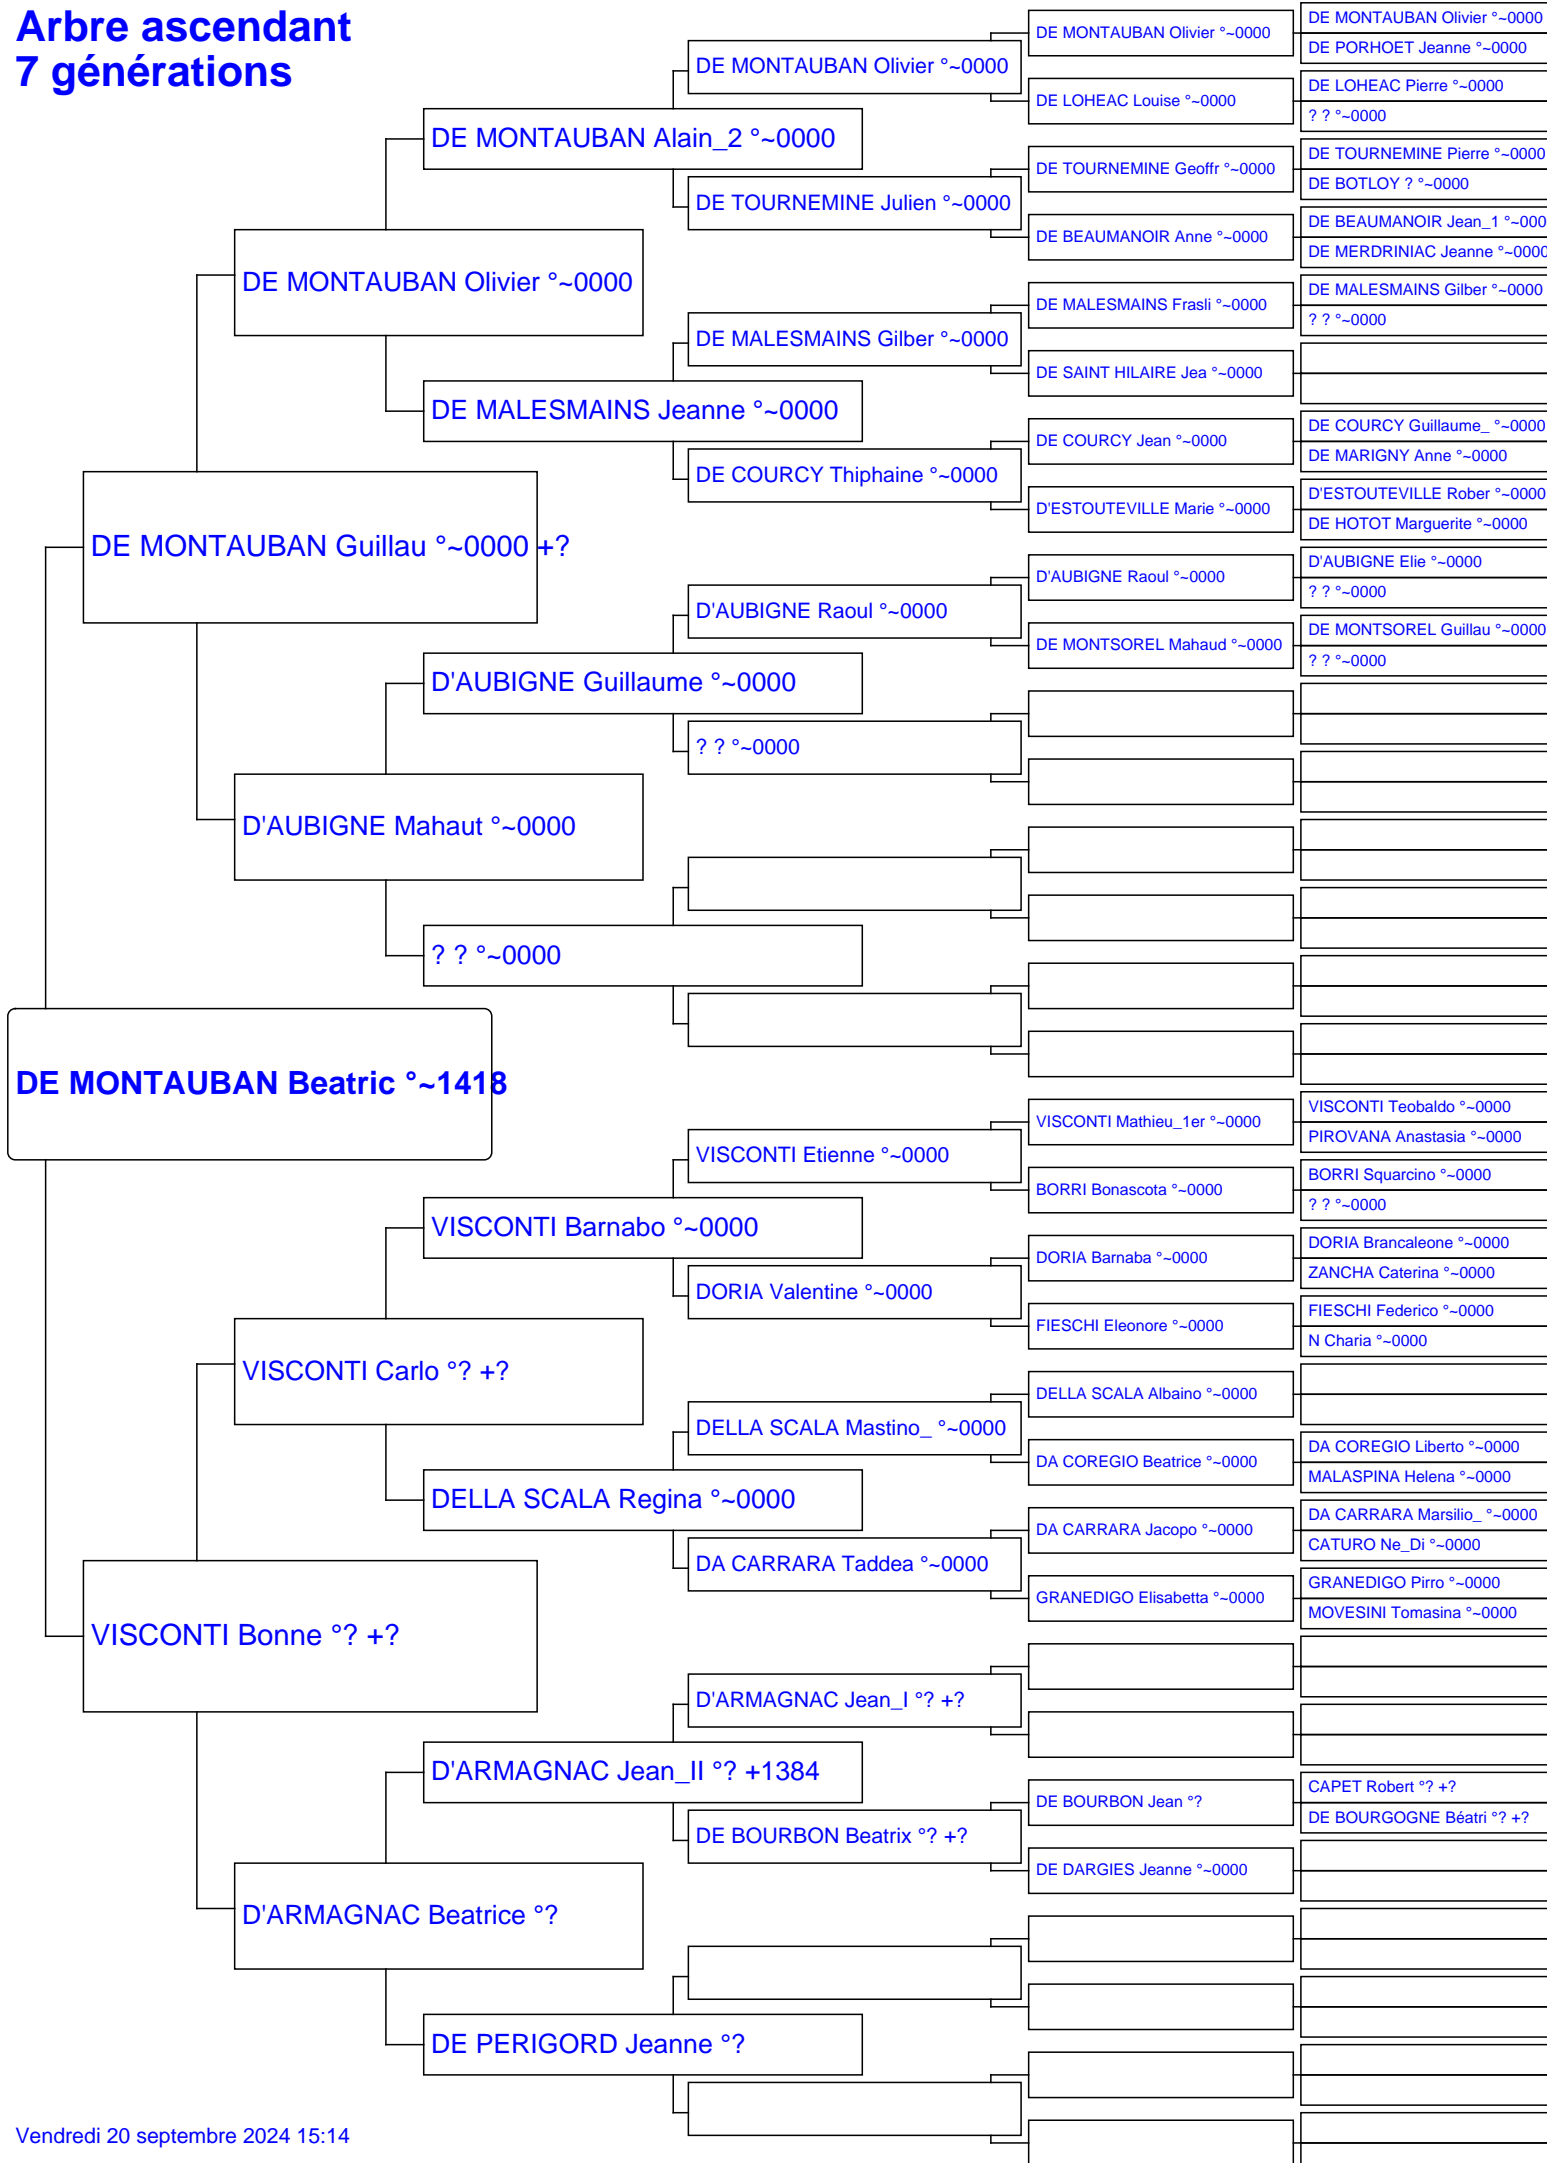 Arbre ascendant
7 générations
DE MONTAUBAN Beatric °~1418
DE MONTAUBAN Guillau °~0000 +?
VISCONTI Bonne °? +?
DE MONTAUBAN Olivier °~0000
D'AUBIGNE Mahaut °~0000
VISCONTI Carlo °? +?
D'ARMAGNAC Beatrice °?
DE MONTAUBAN Alain_2 °~0000
DE MALESMAINS Jeanne °~0000
D'AUBIGNE Guillaume °~0000
? ? °~0000
VISCONTI Barnabo °~0000
DELLA SCALA Regina °~0000
D'ARMAGNAC Jean_II °? +1384
DE PERIGORD Jeanne °?
DE MONTAUBAN Olivier °~0000
DE TOURNEMINE Julien °~0000
DE MALESMAINS Gilber °~0000
DE COURCY Thiphaine °~0000
D'AUBIGNE Raoul °~0000
? ? °~0000
VISCONTI Etienne °~0000
DORIA Valentine °~0000
DELLA SCALA Mastino_ °~0000
DA CARRARA Taddea °~0000
D'ARMAGNAC Jean_I °? +?
DE BOURBON Beatrix °? +?
DE MONTAUBAN Olivier °~0000
DE LOHEAC Louise °~0000
DE TOURNEMINE Geoffr °~0000
DE BEAUMANOIR Anne °~0000
DE MALESMAINS Frasli °~0000
DE SAINT HILAIRE Jea °~0000
DE COURCY Jean °~0000
D'ESTOUTEVILLE Marie °~0000
D'AUBIGNE Raoul °~0000
DE MONTSOREL Mahaud °~0000
VISCONTI Mathieu_1er °~0000
BORRI Bonascota °~0000
DORIA Barnaba °~0000
FIESCHI Eleonore °~0000
DELLA SCALA Albaino °~0000
DA COREGIO Beatrice °~0000
DA CARRARA Jacopo °~0000
GRANEDIGO Elisabetta °~0000
DE BOURBON Jean °?
DE DARGIES Jeanne °~0000
DE MONTAUBAN Olivier °~0000
DE PORHOET Jeanne °~0000
DE LOHEAC Pierre °~0000
? ? °~0000
DE TOURNEMINE Pierre °~0000
DE BOTLOY ? °~0000
DE BEAUMANOIR Jean_1 °~000
DE MERDRINIAC Jeanne °~0000
DE MALESMAINS Gilber °~0000
? ? °~0000
DE COURCY Guillaume_ °~0000
DE MARIGNY Anne °~0000
D'ESTOUTEVILLE Rober °~0000
DE HOTOT Marguerite °~0000
D'AUBIGNE Elie °~0000
? ? °~0000
DE MONTSOREL Guillau °~0000
? ? °~0000
VISCONTI Teobaldo °~0000
PIROVANA Anastasia °~0000
BORRI Squarcino °~0000
? ? °~0000
DORIA Brancaleone °~0000
ZANCHA Caterina °~0000
FIESCHI Federico °~0000
N Charia °~0000
DA COREGIO Liberto °~0000
MALASPINA Helena °~0000
DA CARRARA Marsilio_ °~0000
CATURO Ne_Di °~0000
GRANEDIGO Pirro °~0000
MOVESINI Tomasina °~0000
CAPET Robert °? +?
DE BOURGOGNE Béatri °? +?
Vendredi 20 septembre 2024 15:14